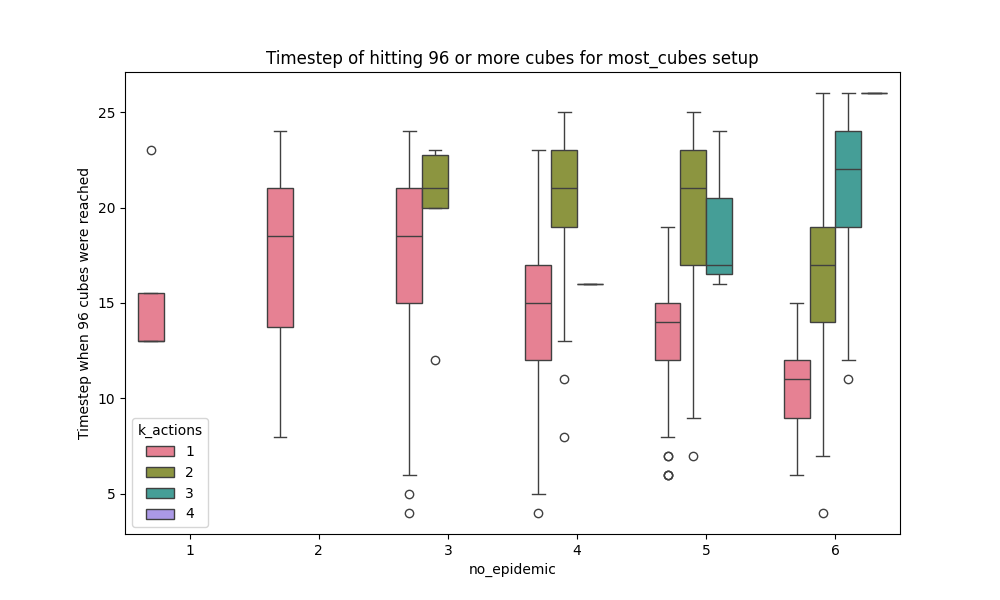 Timestep of hitting 96 or more cubes for most_cubes setup
Timestep when 96 cubes were reached
25
20
15
10
5
k_actions
1
2
3
4
1 2 3 4 5 6
no_epidemic